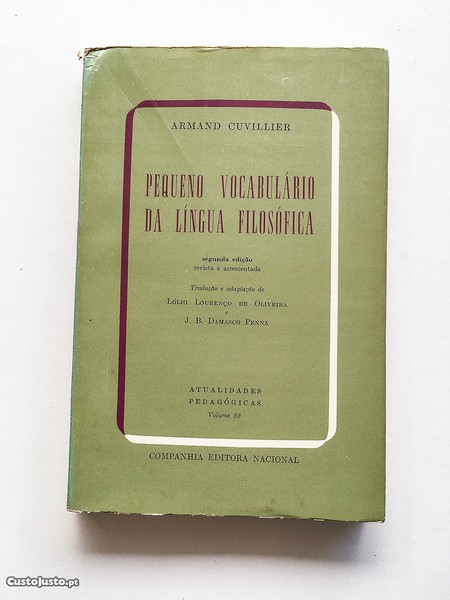 ARMAND CUVILLIER
PEQUENO VOCABULÁRIO
DA LÍNGUA FILOSÓFICA
segunda edição
revista e acrescentada
Tradução e adaptação de
LÓLIO LOURENÇO DE OLIVEIRA
e
J. B. DAMASCO PENNA
ATUALIDADES
PEDAGÓGICAS
Volume 82
COMPANHIA EDITORA NACIONAL
CustoJusto.pt